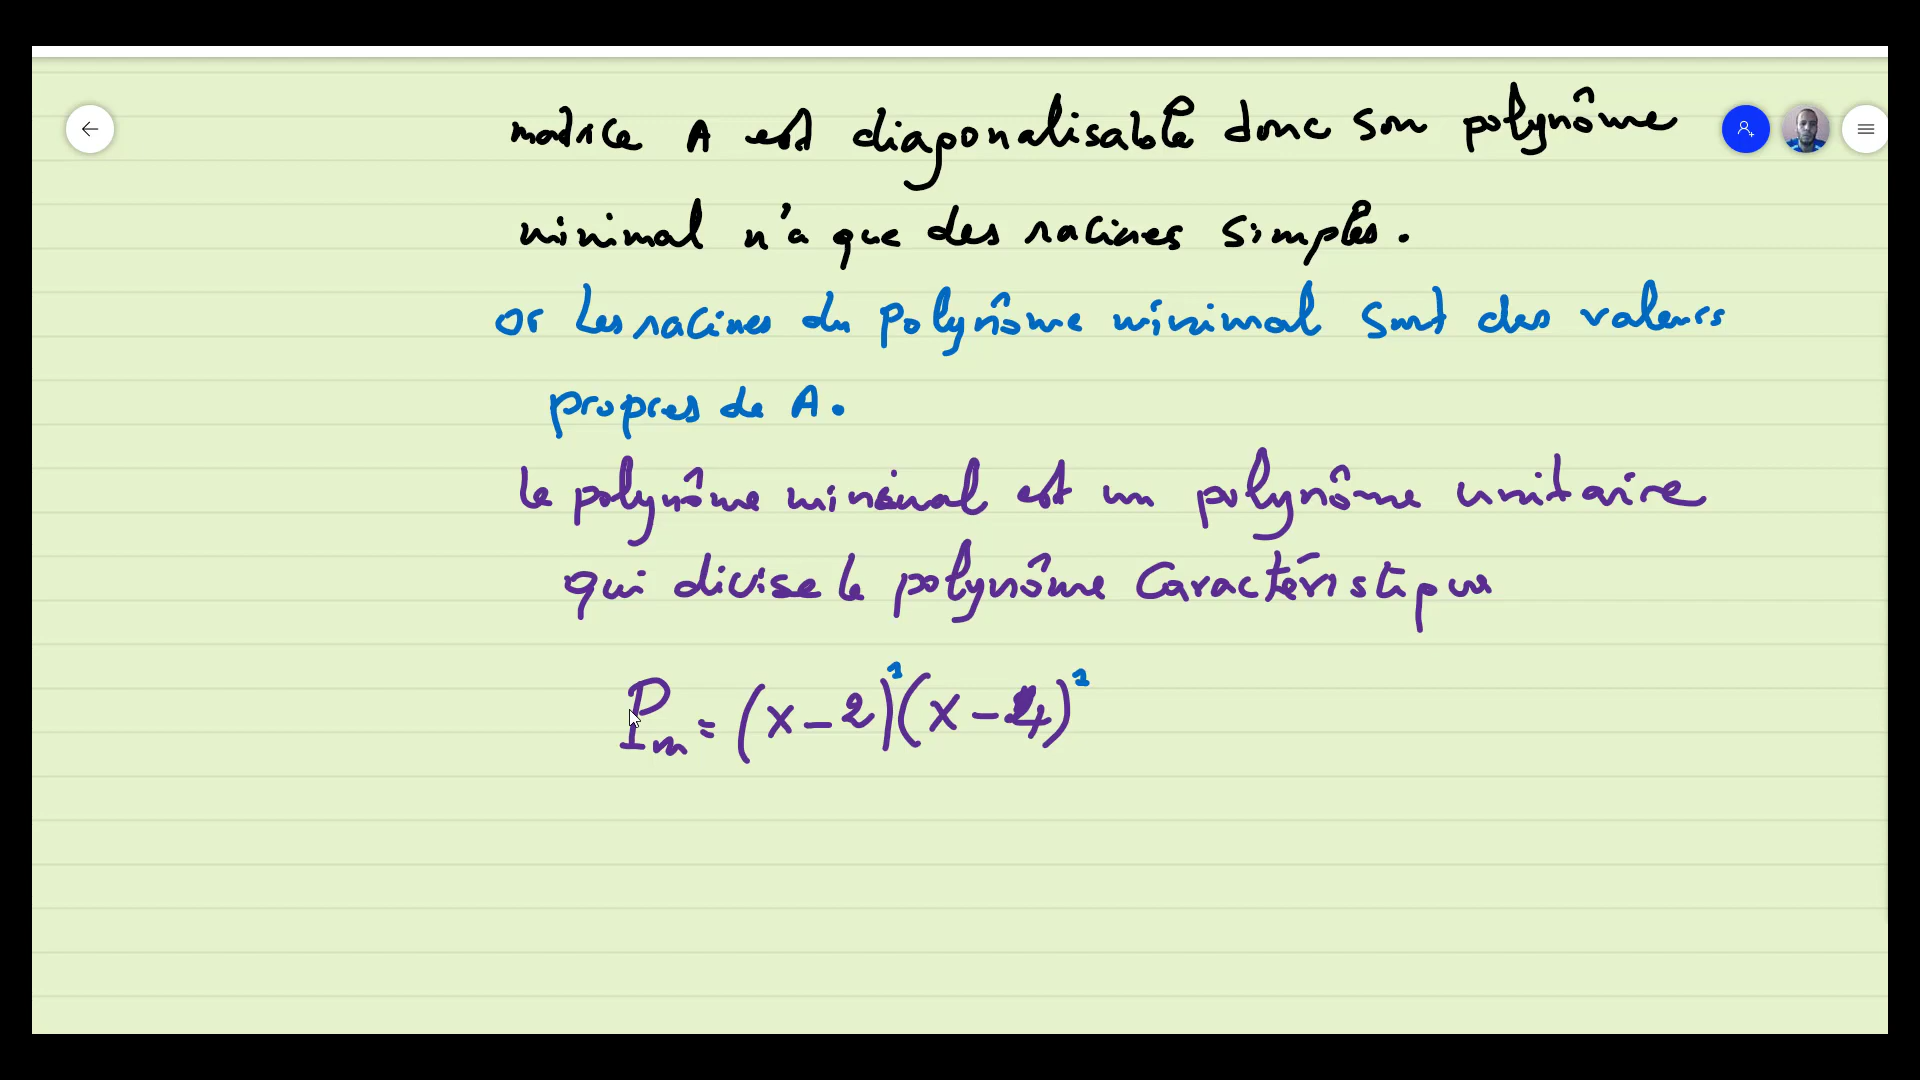 matrice A est diagonalisable donc son polynôme
minimal n'a que des racines simples.
or les racines du polynôme minimal sont des valeurs
propres de A.
le polynôme minimal est un polynôme unitaire
qui divise le polynôme caractéristique
Pm = (X-2)¹(X-4)¹